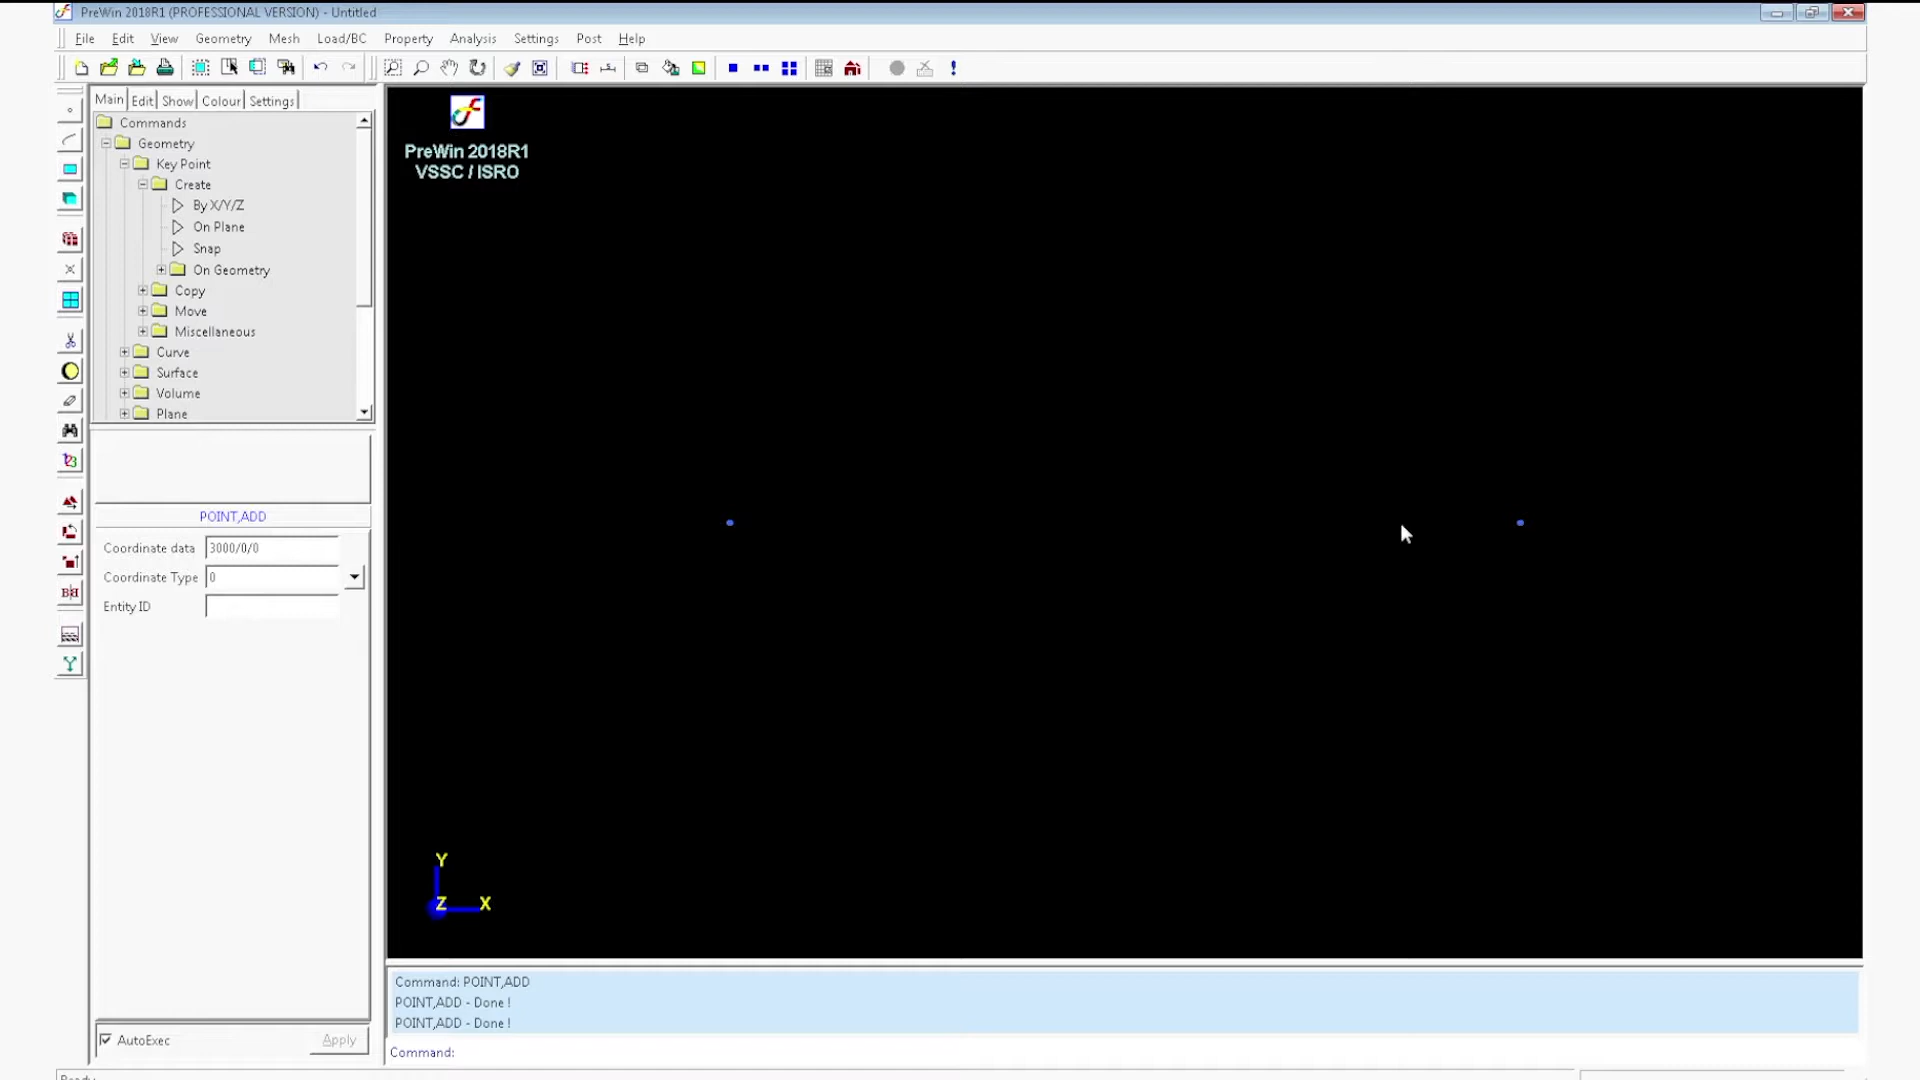 PreWin 2018R1 (PROFESSIONAL VERSION) - Untitled
File Edit View Geometry Mesh Load/BC Property Analysis Settings Post Help
Main Edit Show Colour Settings
Commands
Geometry
Key Point
Create
By X/Y/Z
On Plane
Snap
On Geometry
Copy
Move
Miscellaneous
Curve
Surface
Volume
Plane
POINT,ADD
Coordinate data 3000/0/0
Coordinate Type 0
Entity ID
AutoExec Apply
PreWin 2018R1
VSSC / ISRO
Y
Z X
Command: POINT,ADD
POINT,ADD - Done !
POINT,ADD - Done !
Command: